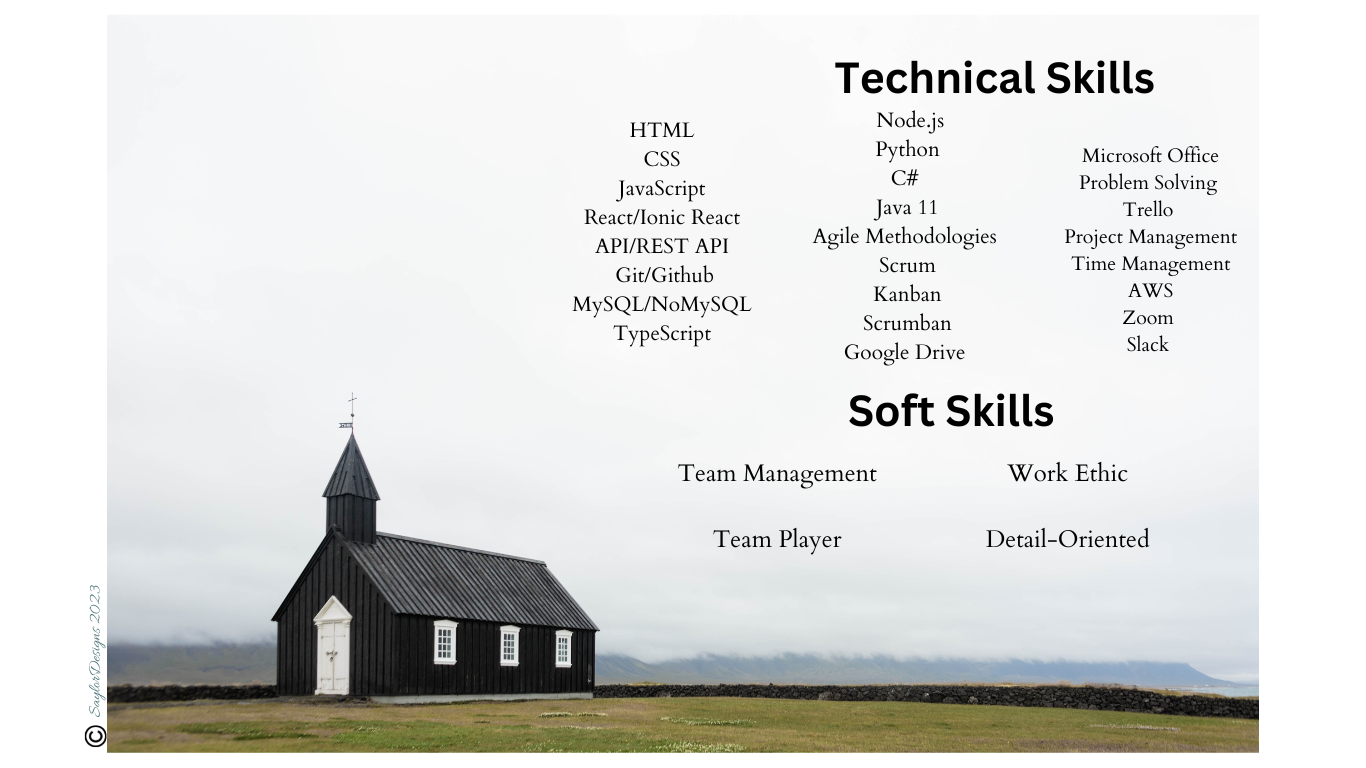 Technical Skills
HTML
CSS
JavaScript
React/Ionic React
API/REST API
Git/Github
MySQL/NoMySQL
TypeScript
Node.js
Python
C#
Java 11
Agile Methodologies
Scrum
Kanban
Scrumban
Google Drive
Microsoft Office
Problem Solving
Trello
Project Management
Time Management
AWS
Zoom
Slack
Soft Skills
Team Management
Work Ethic
Team Player
Detail-Oriented
© SaylorDesigns 2023